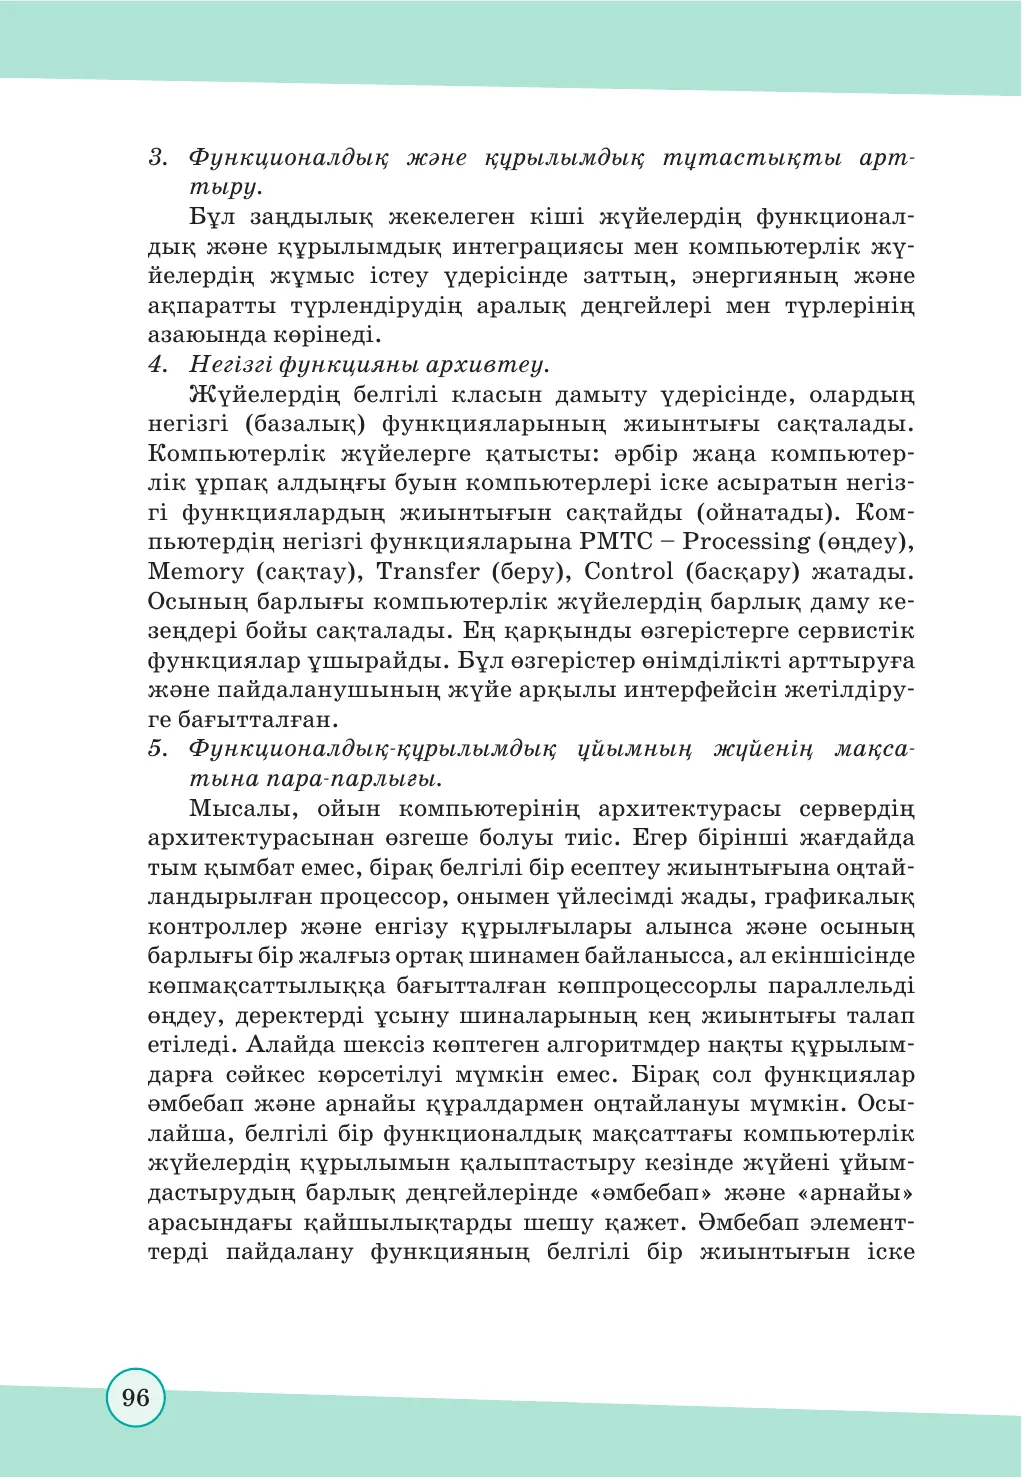 3. Функционалдық және құрылымдық тұтастықты арт-
тыру.
Бұл заңдылық жекелеген кіші жүйелердің функционал-
дық және құрылымдық интеграциясы мен компьютерлік жү-
йелердің жұмыс істеу үдерісінде заттың, энергияның және
ақпаратты түрлендірудің аралық деңгейлері мен түрлерінің
азаюында көрінеді.
4. Негізгі функцияны архивтеу.
Жүйелердің белгілі класын дамыту үдерісінде, олардың
негізгі (базалық) функцияларының жиынтығы сақталады.
Компьютерлік жүйелерге қатысты: әрбір жаңа компьютер-
лік ұрпақ алдыңғы буын компьютерлері іске асыратын негіз-
гі функциялардың жиынтығын сақтайды (ойнатады). Ком-
пьютердің негізгі функцияларына PMTC – Processing (өңдеу),
Memory (сақтау), Transfer (беру), Control (басқару) жатады.
Осының барлығы компьютерлік жүйелердің барлық даму ке-
зеңдері бойы сақталады. Ең қарқынды өзгерістерге сервистік
функциялар ұшырайды. Бұл өзгерістер өнімділікті арттыруға
және пайдаланушының жүйе арқылы интерфейсін жетілдіру-
ге бағытталған.
5. Функционалдық-құрылымдық ұйымның жүйенің мақса-
тына пара-парлығы.
Мысалы, ойын компьютерінің архитектурасы сервердің
архитектурасынан өзгеше болуы тиіс. Егер бірінші жағдайда
тым қымбат емес, бірақ белгілі бір есептеу жиынтығына оңтай-
ландырылған процессор, онымен үйлесімді жады, графикалық
контроллер және енгізу құрылғылары алынса және осының
барлығы бір жалғыз ортақ шинамен байланысса, ал екіншісінде
көпмақсаттылыққа бағытталған көппроцессорлы параллельді
өңдеу, деректерді ұсыну шиналарының кең жиынтығы талап
етіледі. Алайда шексіз көптеген алгоритмдер нақты құрылым-
дарға сәйкес көрсетілуі мүмкін емес. Бірақ сол функциялар
әмбебап және арнайы құралдармен оңтайлануы мүмкін. Осы-
лайша, белгілі бір функционалдық мақсаттағы компьютерлік
жүйелердің құрылымын қалыптастыру кезінде жүйені ұйым-
дастырудың барлық деңгейлерінде «әмбебап» және «арнайы»
арасындағы қайшылықтарды шешу қажет. Әмбебап элемент-
терді пайдалану функцияның белгілі бір жиынтығын іске
96